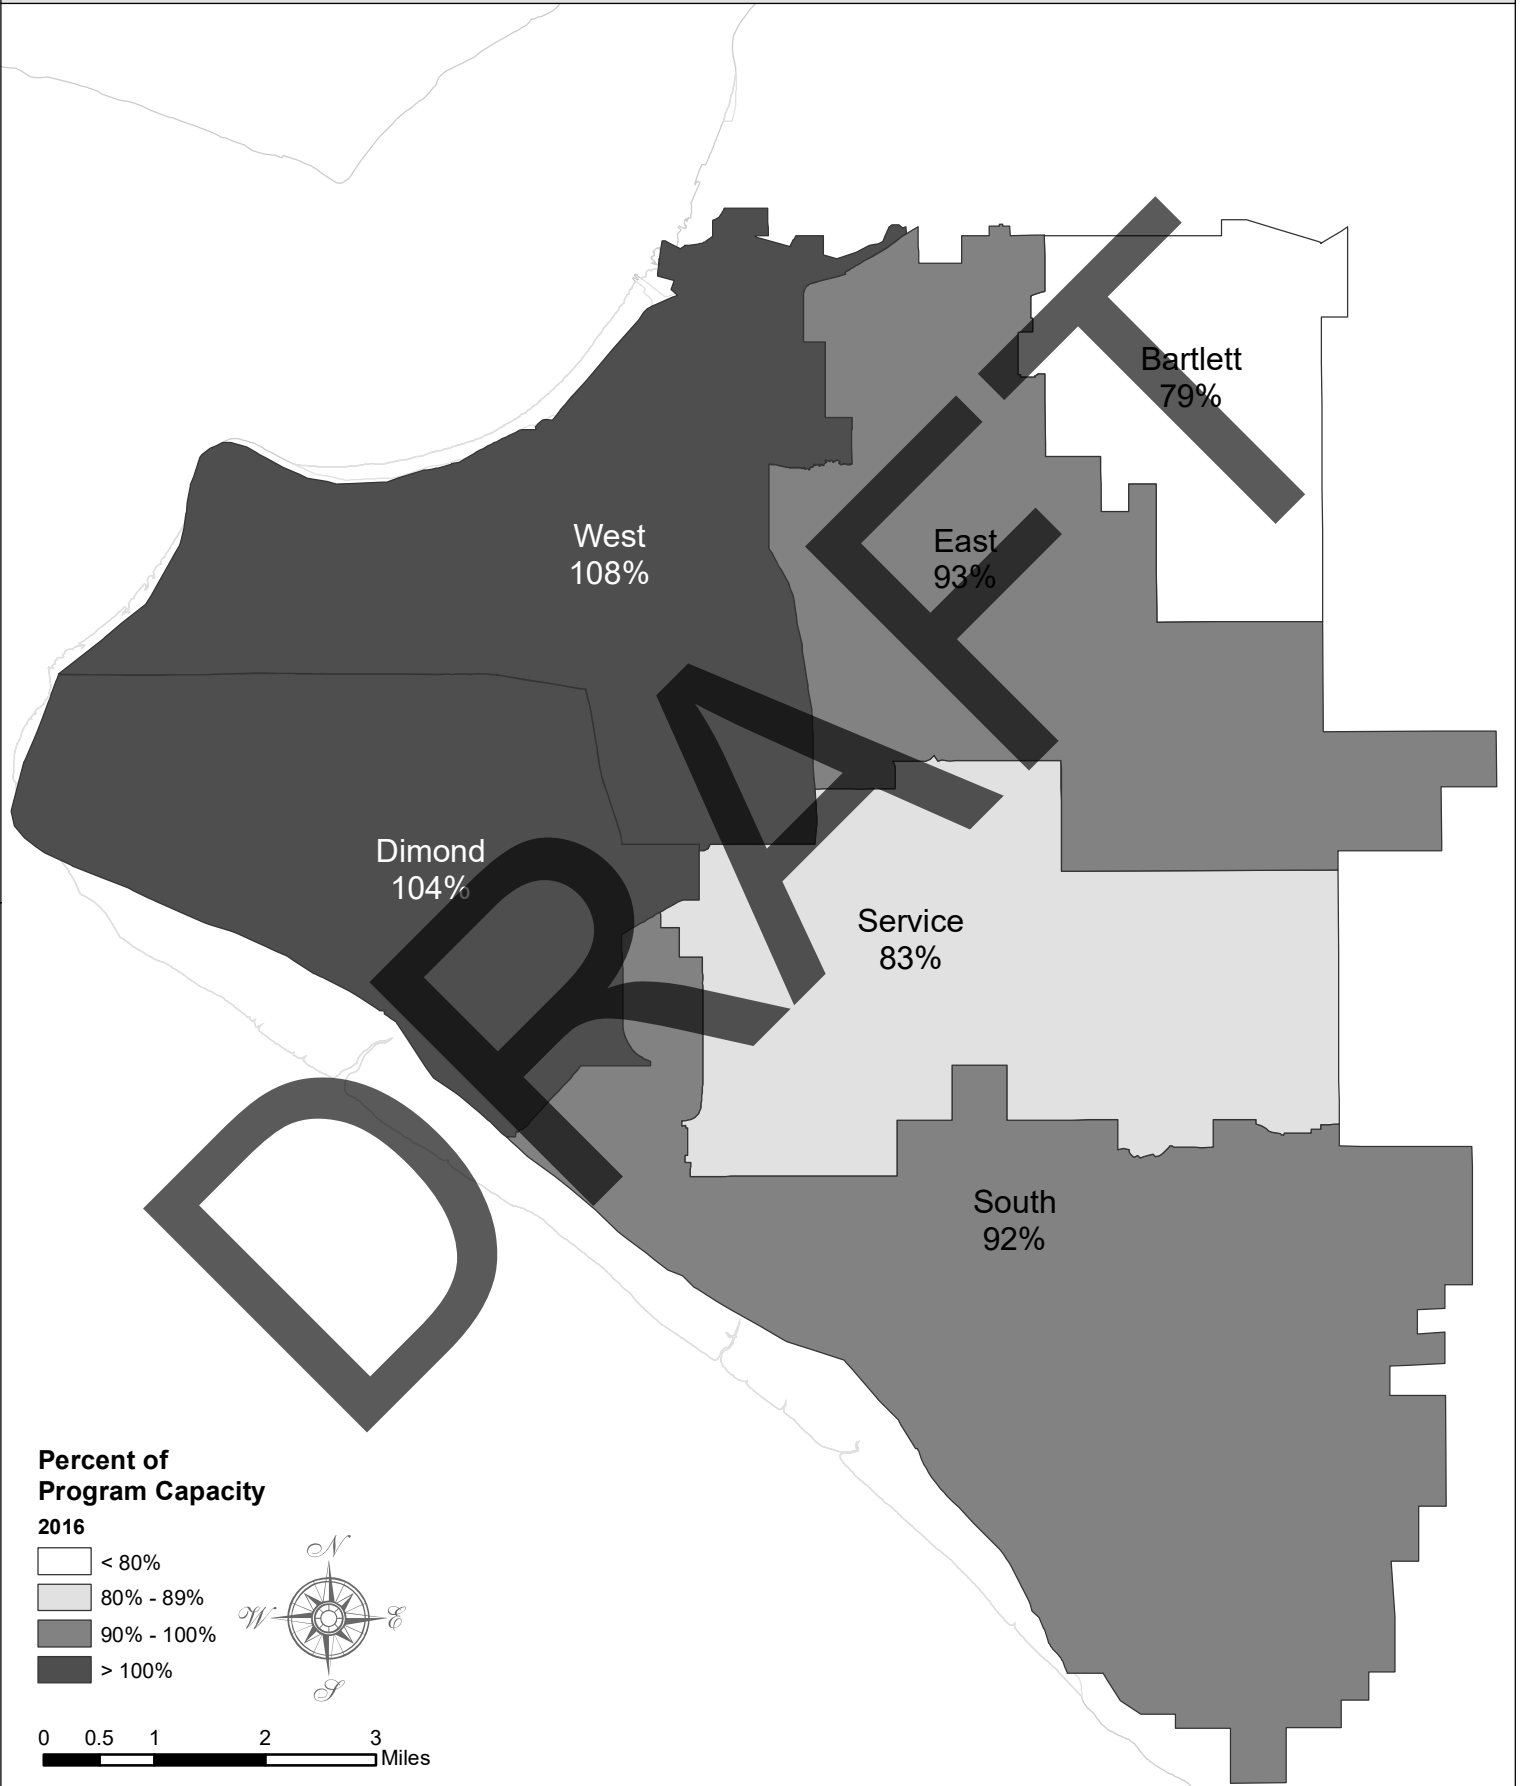 Bartlett
79%
West
108%
East
93%
Dimond
104%
Service
83%
South
92%
DRAFT
Percent of
Program Capacity
2016
< 80%
80% - 89%
90% - 100%
> 100%
N
W
E
S
0 0.5 1 2 3
Miles